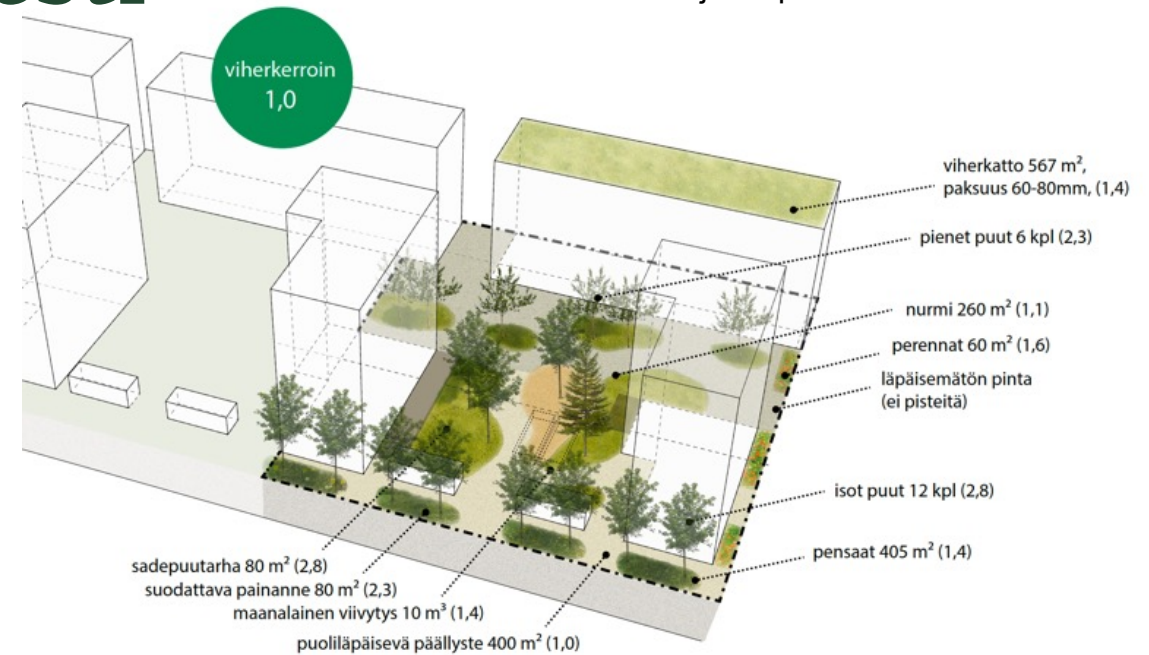 viherkerroin
1,0
viherkatto 567 m²,
paksuus 60-80mm, (1,4)
pienet puut 6 kpl (2,3)
nurmi 260 m² (1,1)
perennat 60 m² (1,6)
läpäisemätön pinta
(ei pisteitä)
isot puut 12 kpl (2,8)
pensaat 405 m² (1,4)
sadepuutarha 80 m² (2,8)
suodattava painanne 80 m² (2,3)
maanalainen viivytys 10 m³ (1,4)
puoliläpäisevä päällyste 400 m² (1,0)